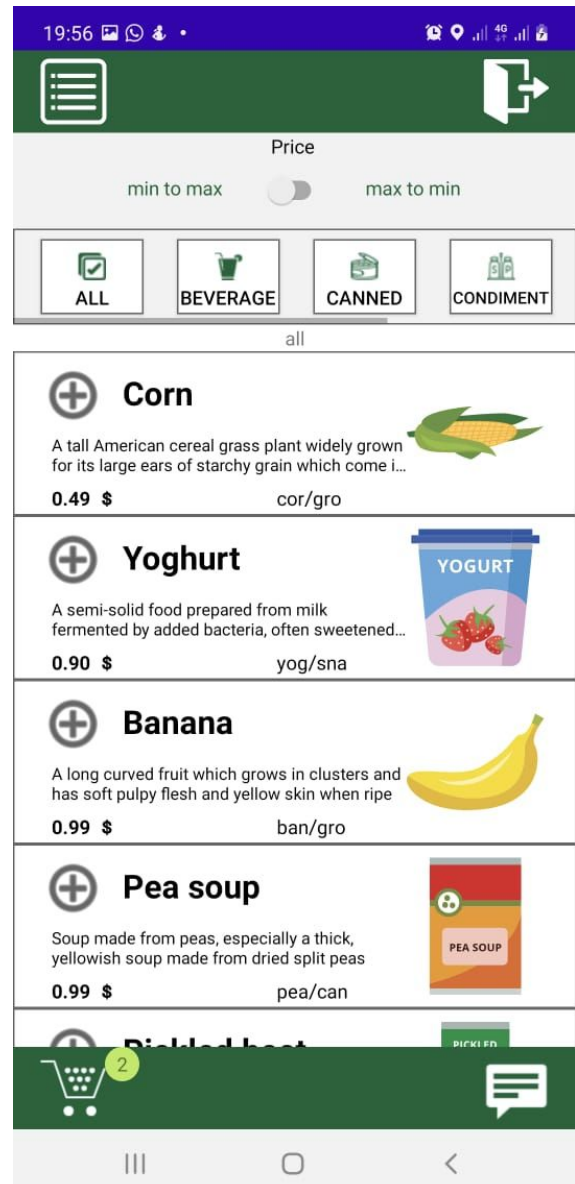 19:56
4G
Price
min to max
max to min
ALL
BEVERAGE
CANNED
S P
CONDIMENT
all
Corn
A tall American cereal grass plant widely grown
for its large ears of starchy grain which come i...
0.49 $
cor/gro
Yoghurt
YOGURT
A semi-solid food prepared from milk
fermented by added bacteria, often sweetened...
0.90 $
yog/sna
Banana
A long curved fruit which grows in clusters and
has soft pulpy flesh and yellow skin when ripe
0.99 $
ban/gro
Pea soup
Soup made from peas, especially a thick,
yellowish soup made from dried split peas
PEA SOUP
0.99 $
pea/can
Pickled beet
PICKLED
2